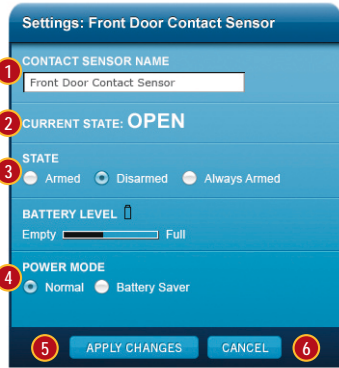 Settings: Front Door Contact Sensor
1 CONTACT SENSOR NAME
Front Door Contact Sensor
2 CURRENT STATE: OPEN
STATE
3 Armed Disarmed Always Armed
BATTERY LEVEL
Empty Full
POWER MODE
4 Normal Battery Saver
5 APPLY CHANGES CANCEL 6